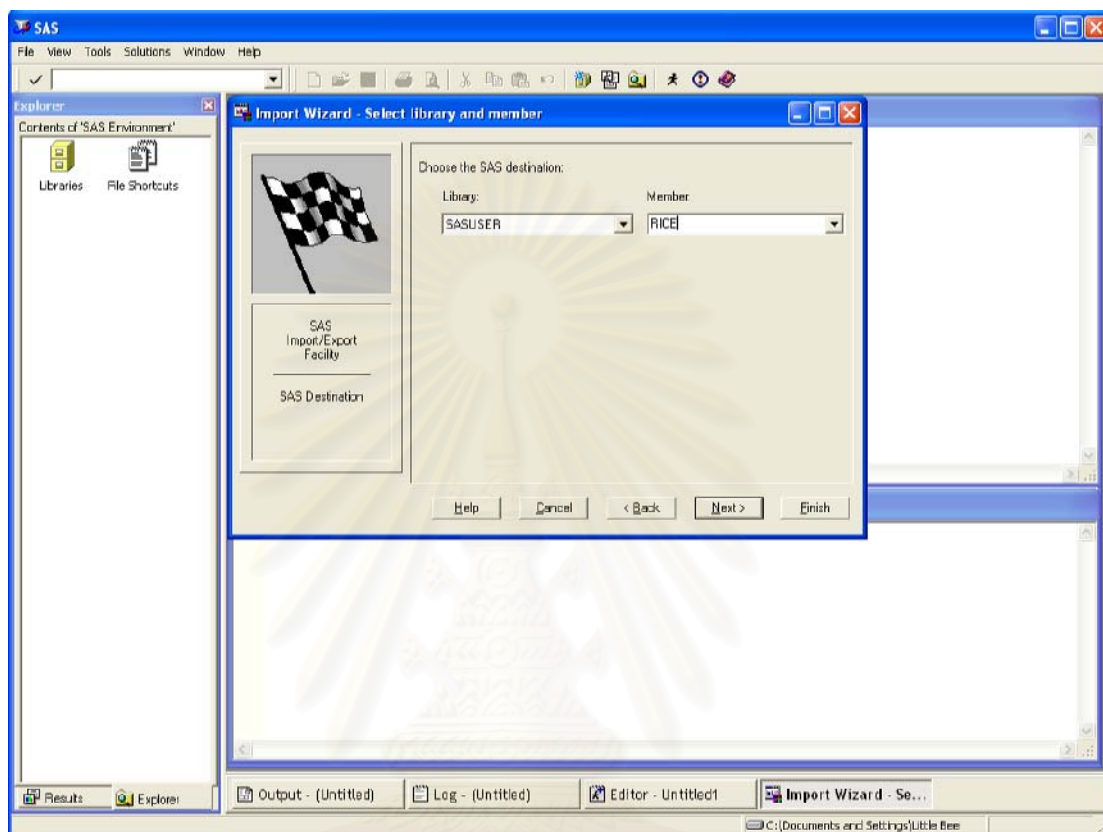 SAS
File View Tools Solutions Window Help
Explorer
Contents of 'SAS Environment'
Libraries File Shortcuts
Import Wizard - Select library and member
Choose the SAS destination:
Library: Member
SASUSER RICE
SAS
Import/Export
Facility
SAS Destination
Help Cancel < Back Next > Finish
Results Explorer
Output - (Untitled) Log - (Untitled) Editor - Untitled1 Import Wizard - Se...
C:\Documents and Settings\Little Bee